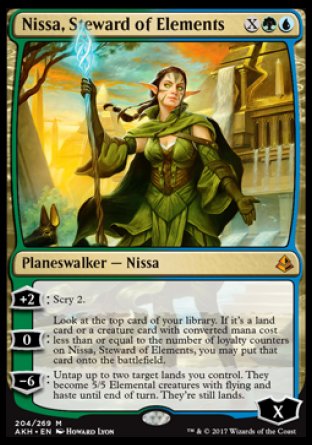 Nissa, Steward of Elements X
Planeswalker — Nissa
+2: Scry 2.
Look at the top card of your library. If it's a land
card or a creature card with converted mana cost
0: less than or equal to the number of loyalty counters
on Nissa, Steward of Elements, you may put that
card onto the battlefield.
-6: Untap up to two target lands you control. They
become 5/5 Elemental creatures with flying and
haste until end of turn. They're still lands.
X
204/269 M
AKH • EN Howard Lyon
™ & © 2017 Wizards of the Coast